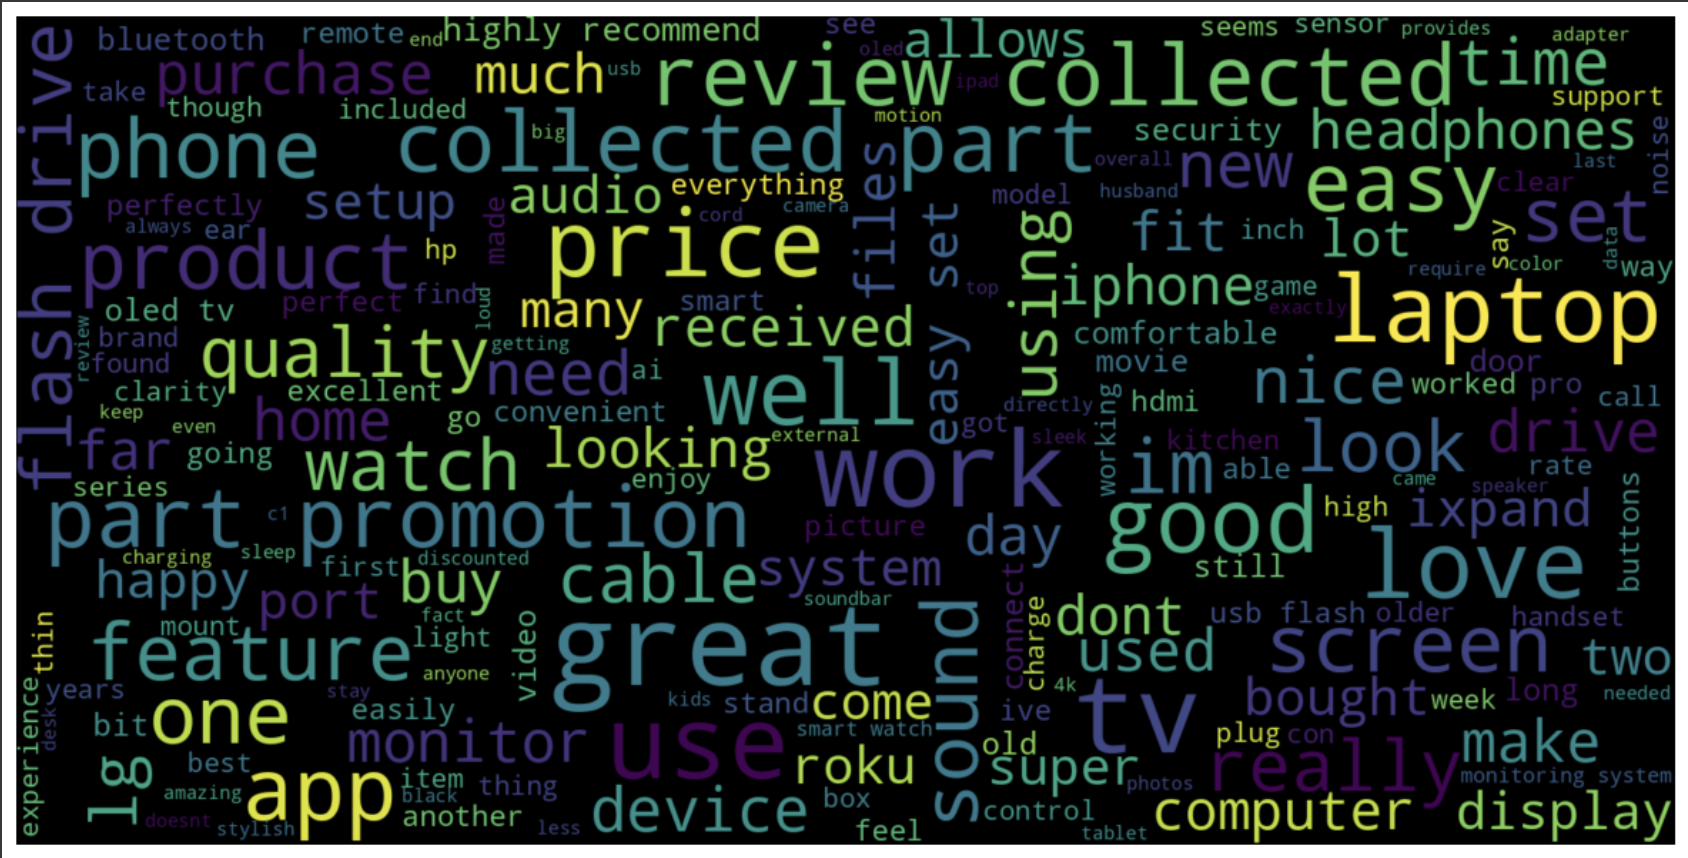 flash drive
bluetooth
remote
end
highly recommend
see
oled
allows
seems
sensor
provides
adapter
purchase
much
usb
review
ipad
collected
time
take
though
included
support
phone
collected
big
motion
part
security
headphones
noise
overall
new
last
easy
clear
perfectly
setup
audio
everything
files
model
husband
always
ear
made
cord
camera
easy set
using
fit
inch
lot
say
set
data
product
hp
price
iphone
game
require
color
way
oled tv
perfect
find
loud
many
smart
top
exactly
laptop
review
brand
found
quality
getting
received
comfortable
movie
door
clarity
excellent
need
ai
well
nice
worked
pro
call
keep
even
home
go
convenient
directly
hdmi
working
got
sleek
kitchen
look
drive
far
going
watch
looking
external
work
im
able
came
rate
series
enjoy
speaker
part
c1
promotion
picture
day
good
high
ixpand
buttons
charging
sleep
first
discounted
happy
port
buy
cable
system
soundbar
still
love
fact
mount
feature
light
video
great
sound
connect
charge
dont
usb flash
older
handset
used
screen
two
thin
anyone
experience
years
desk
stay
kids
stand
come
4k
ive
tv
bought
week
long
needed
bit
one
easily
monitor
use
smart watch
roku
old
plug
con
make
lg
best
app
item
thing
super
photos
really
monitoring system
amazing
black
doesnt
stylish
another
less
device
box
feel
control
tablet
computer
display